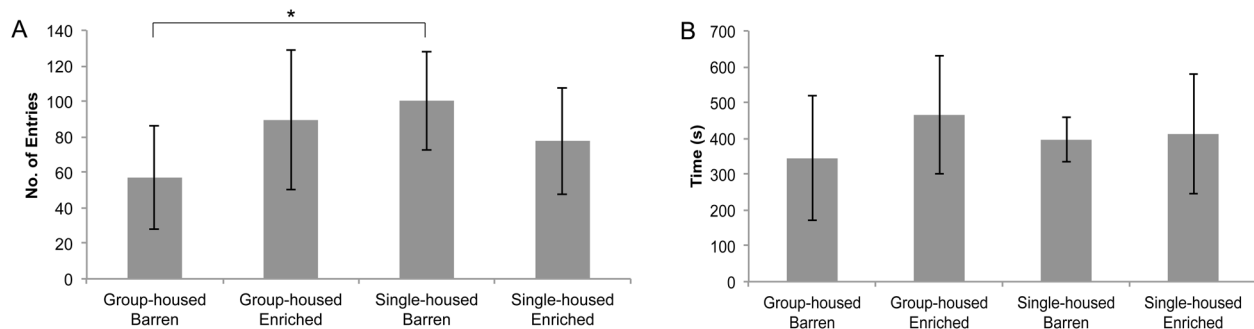 A
*
No. of Entries
140
120
100
80
60
40
20
0
Group-housed Barren
Group-housed Enriched
Single-housed Barren
Single-housed Enriched
B
Time (s)
700
600
500
400
300
200
100
0
Group-housed Barren
Group-housed Enriched
Single-housed Barren
Single-housed Enriched